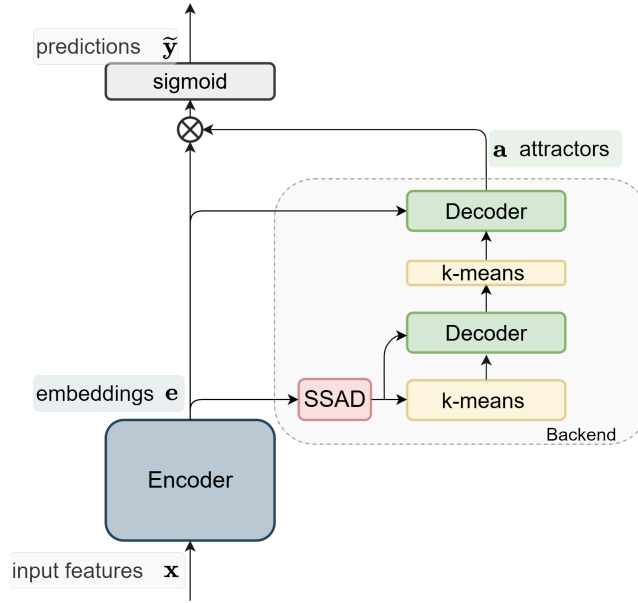 predictions ỹ
sigmoid
a attractors
Decoder
k-means
Decoder
embeddings e
SSAD
k-means
Backend
Encoder
input features x